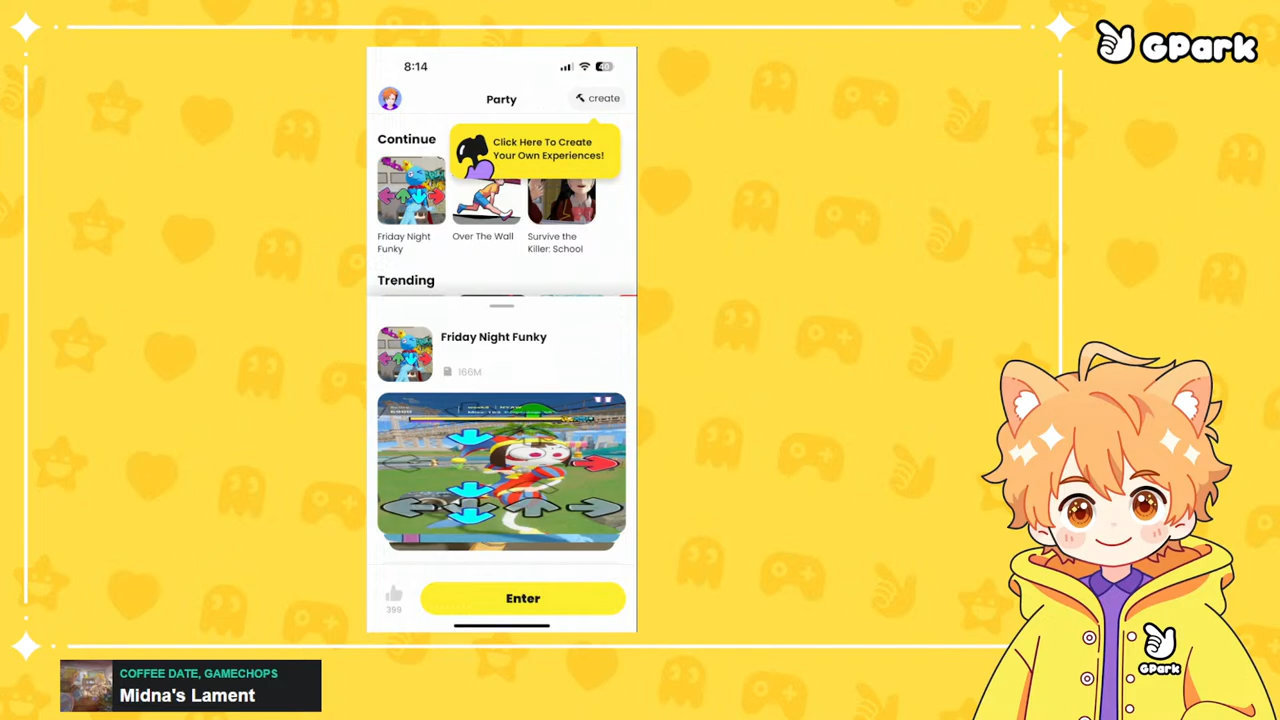 GPark
8:14
40
Party
create
Continue
Click Here To Create
Your Own Experiences!
Friday Night
Funky
Over The Wall
Survive the
Killer: School
Trending
Friday Night Funky
166M
399
Enter
GPark
COFFEE DATE, GAMECHOPS
Midna's Lament